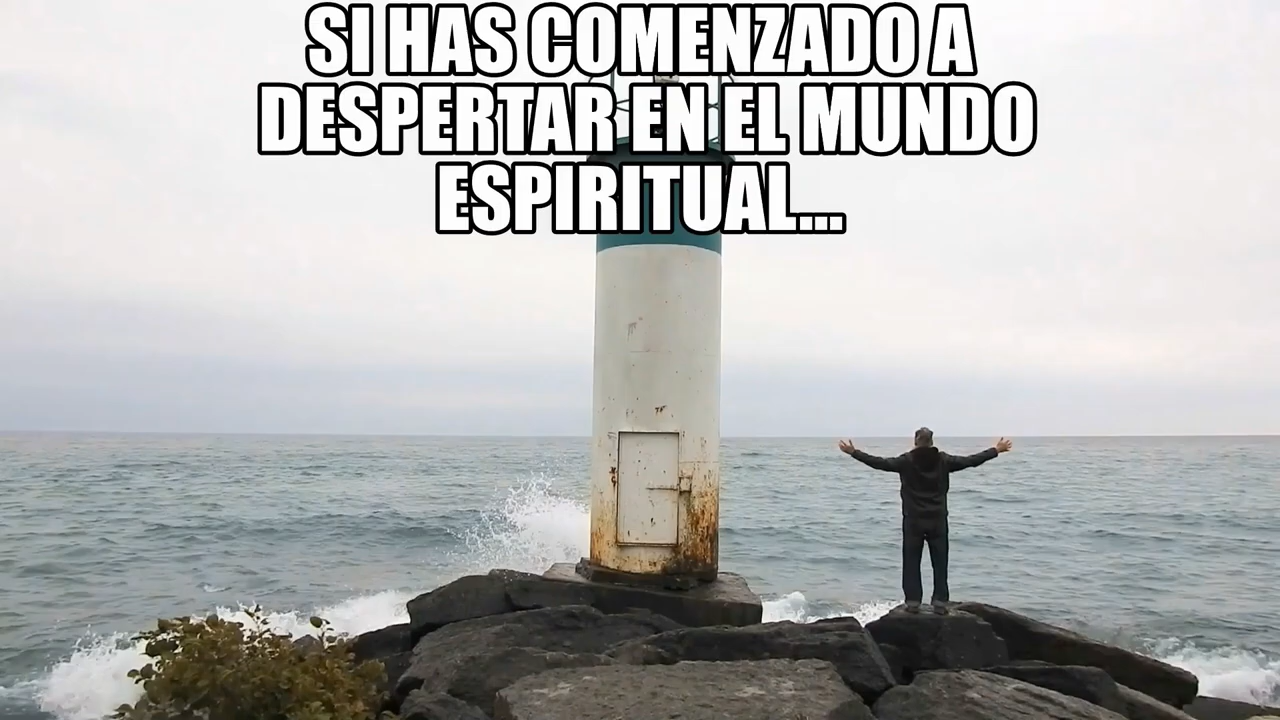 SI HAS COMENZADO A
DESPERTAR EN EL MUNDO
ESPIRITUAL...